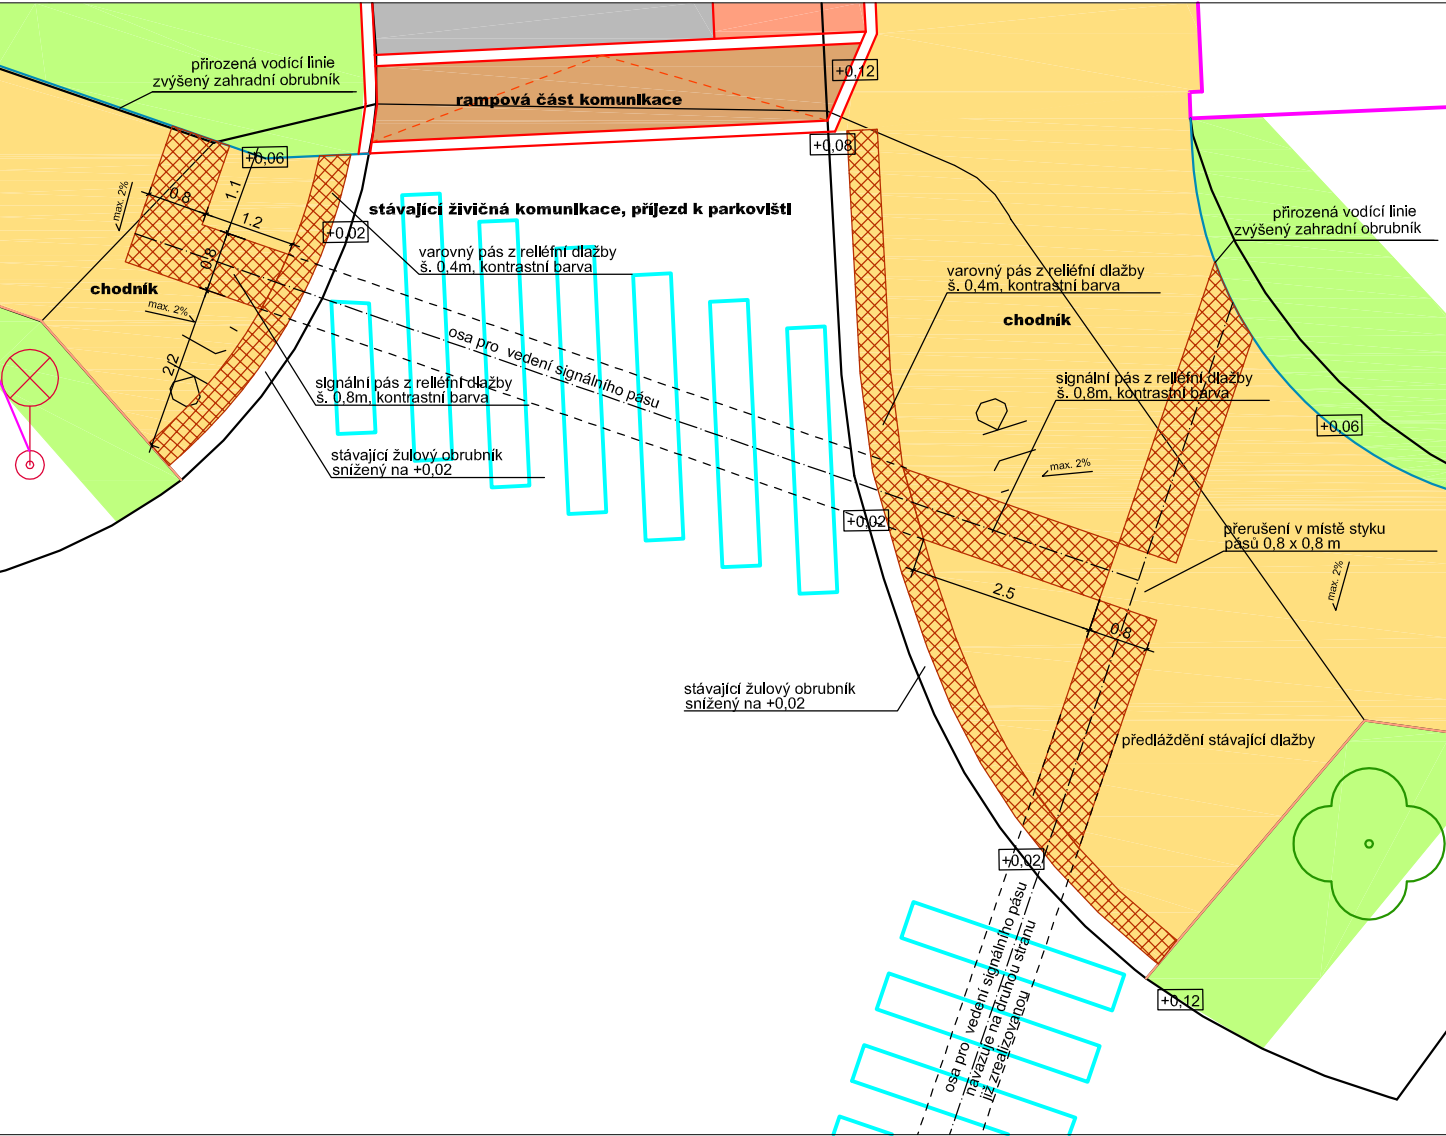 přirozená vodící linie
zvýšený zahradní obrubník
+0,12
rampová část komunikace
+0,06
+0,08
max. 2%
0.8
1.1
1.2
+0,02
stávající živičná komunikace, příjezd k parkovišti
přirozená vodící linie
zvýšený zahradní obrubník
varovný pás z reliéfní dlažby
š. 0,4m, kontrastní barva
varovný pás z reliéfní dlažby
š. 0,4m, kontrastní barva
0.8
chodník
max. 2%
chodník
osa pro vedení signálního pásu
2.2
signální pás z reliéfní dlažby
š. 0,8m, kontrastní barva
signální pás z reliéfní dlažby
š. 0,8m, kontrastní barva
+0,06
stávající žulový obrubník
snížený na +0,02
max. 2%
+0,02
přerušení v místě styku
pásů 0,8 x 0,8 m
max. 2%
2.5
0.8
stávající žulový obrubník
snížený na +0,02
předláždění stávající dlažby
+0,02
osa pro vedení signálního pásu
navazuje na druhou stranu
již zrealizovanou
+0,12